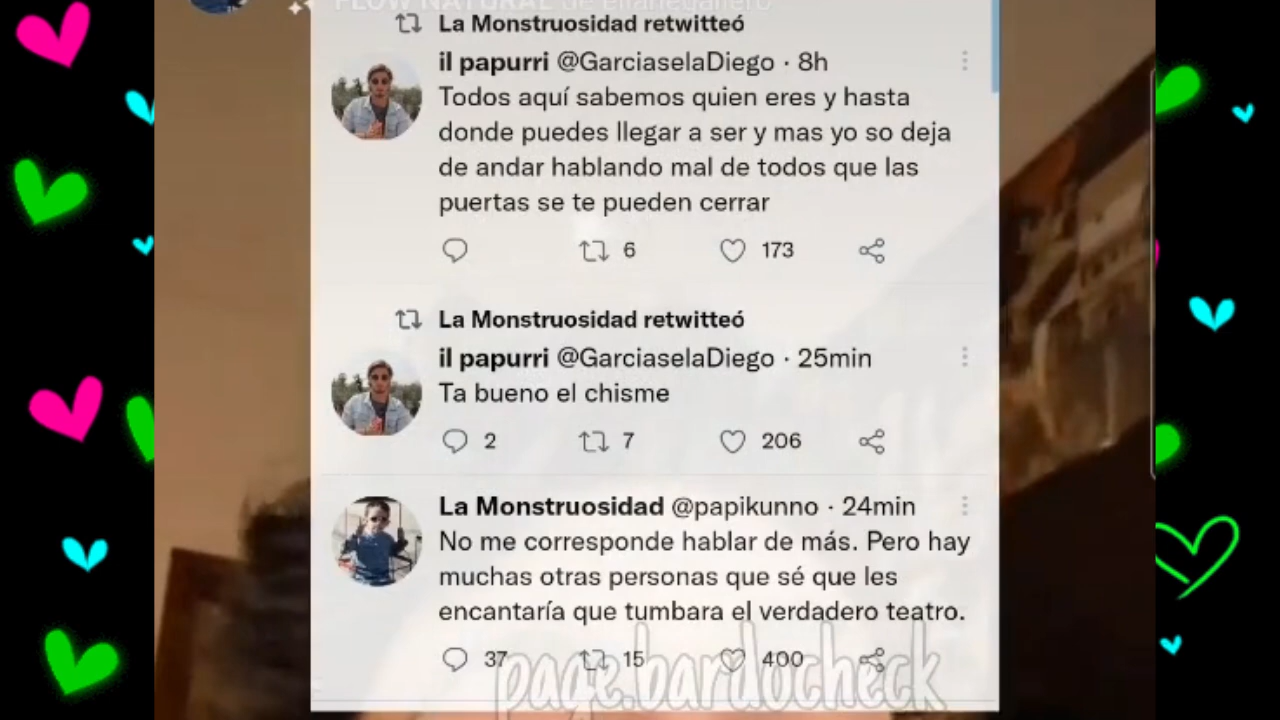 FLOW NATURAL de elianegallero
La Monstruosidad retwitteó
il papurri @GarciaselaDiego · 8h
Todos aquí sabemos quien eres y hasta
donde puedes llegar a ser y mas yo so deja
de andar hablando mal de todos que las
puertas se te pueden cerrar
6 173
La Monstruosidad retwitteó
il papurri @GarciaselaDiego · 25min
Ta bueno el chisme
2 7 206
La Monstruosidad @papikunno · 24min
No me corresponde hablar de más. Pero hay
muchas otras personas que sé que les
encantaría que tumbara el verdadero teatro.
37 15 400
page.bardocheck